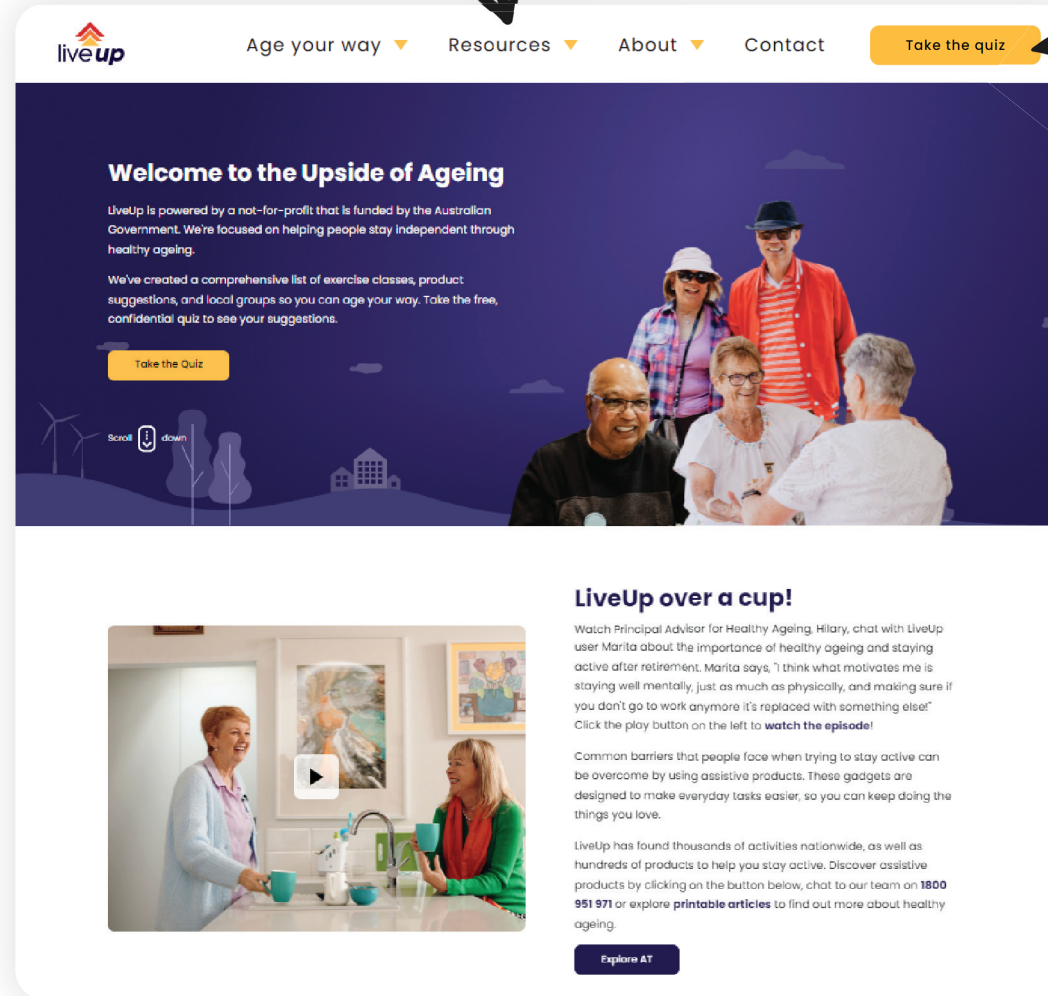 live up
Age your way
Resources
About
Contact
Take the quiz
Welcome to the Upside of Ageing
LiveUp is powered by a not-for-profit that is funded by the Australian
Government. We're focused on helping people stay independent through
healthy ageing.
We've created a comprehensive list of exercise classes, product
suggestions, and local groups so you can age your way. Take the free,
confidential quiz to see your suggestions.
Take the Quiz
Scroll down
LiveUp over a cup!
Watch Principal Advisor for Healthy Ageing, Hilary, chat with LiveUp
user Marita about the importance of healthy ageing and staying
active after retirement. Marita says, "I think what motivates me is
staying well mentally, just as much as physically, and making sure if
you don't go to work anymore it's replaced with something else!"
Click the play button on the left to watch the episode!
Common barriers that people face when trying to stay active can
be overcome by using assistive products. These gadgets are
designed to make everyday tasks easier, so you can keep doing the
things you love.
LiveUp has found thousands of activities nationwide, as well as
hundreds of products to help you stay active. Discover assistive
products by clicking on the button below, chat to our team on 1800
951 971 or explore printable articles to find out more about healthy
ageing.
Explore AT